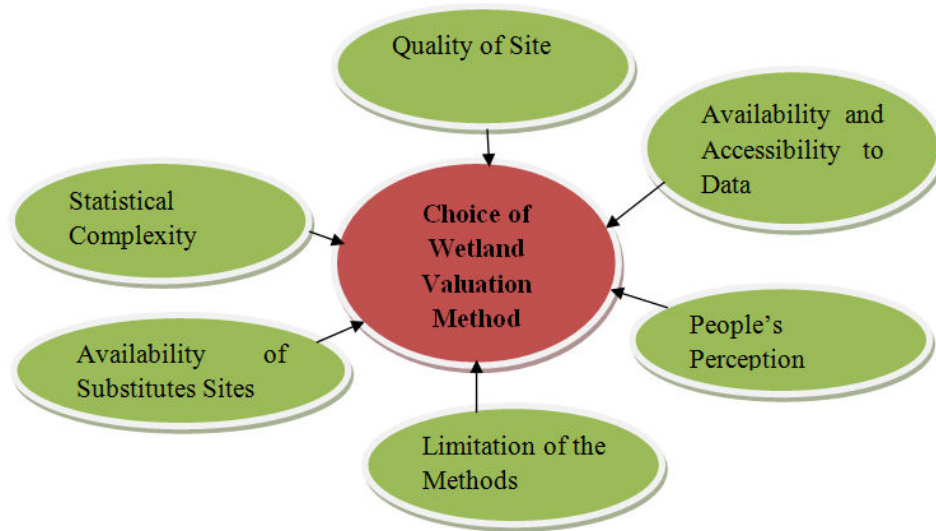 Quality of Site
Availability and
Accessibility to
Data
Statistical
Complexity
Choice of
Wetland
Valuation
Method
People's
Perception
Availability of
Substitutes Sites
Limitation of the
Methods